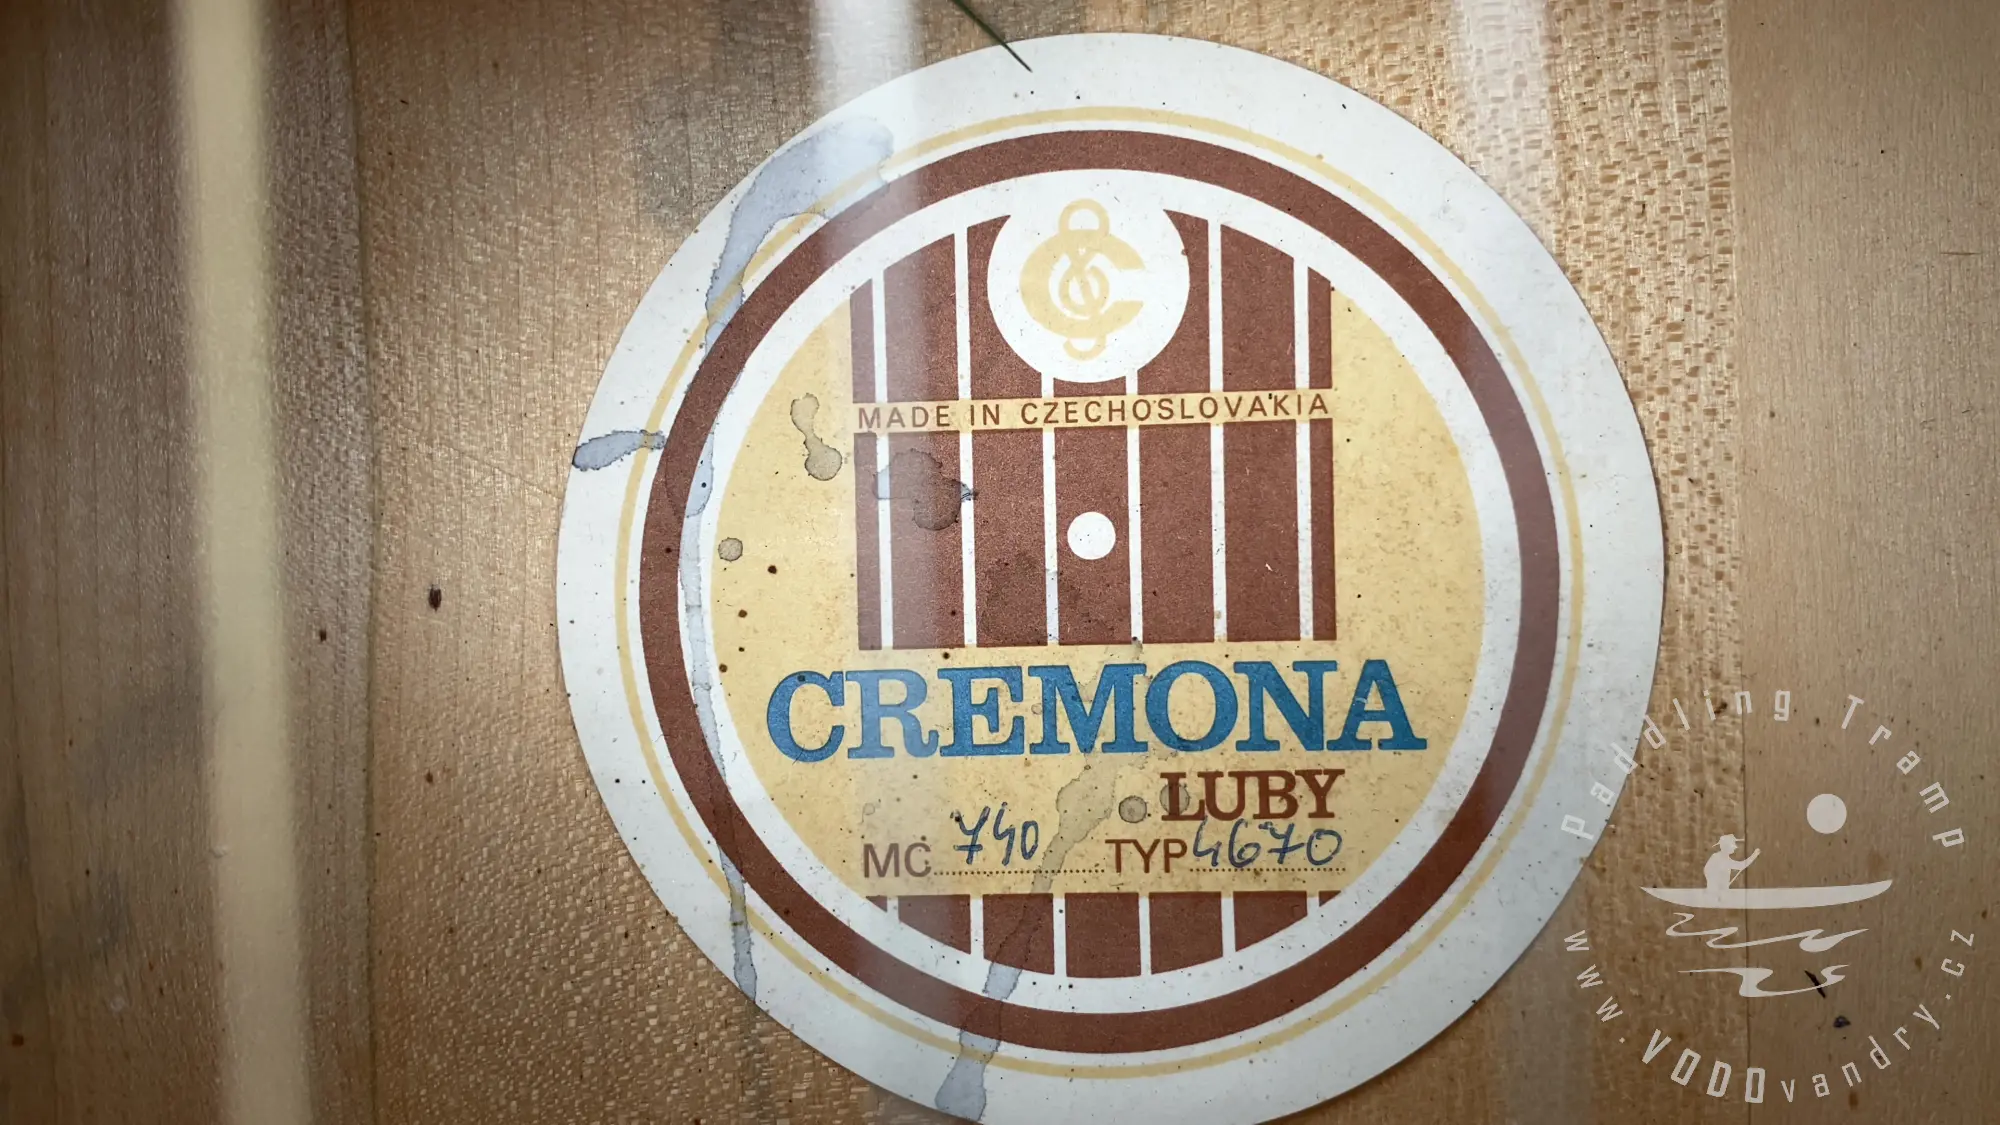 MADE IN CZECHOSLOVAKIA
CREMONA
LUBY
MC 740 TYP 4670
Paddling Tramp
www.VODOvandry.cz